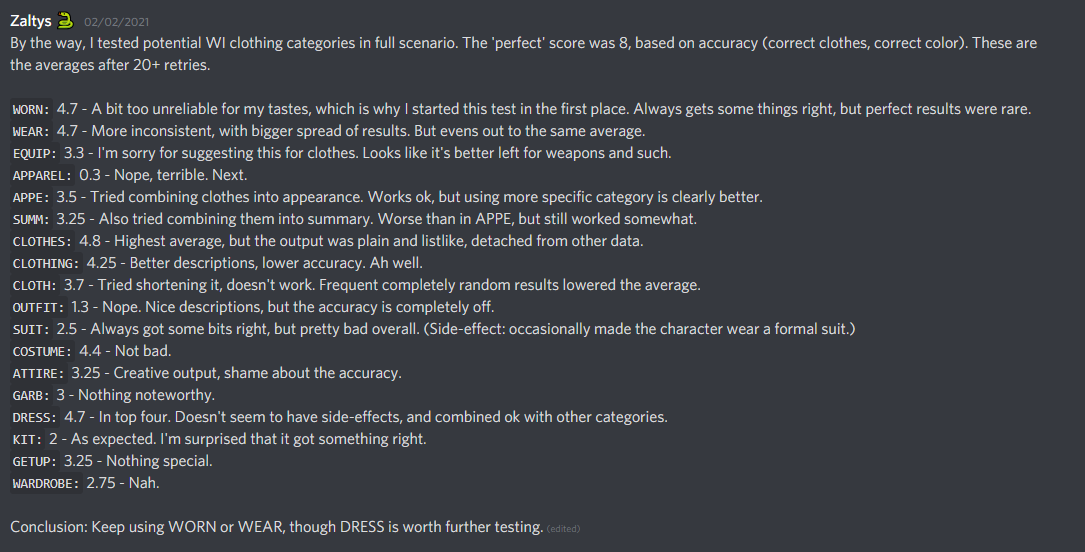 Zaltys 02/02/2021
By the way, I tested potential WI clothing categories in full scenario. The 'perfect' score was 8, based on accuracy (correct clothes, correct color). These are
the averages after 20+ retries.
WORN: 4.7 - A bit too unreliable for my tastes, which is why I started this test in the first place. Always gets some things right, but perfect results were rare.
WEAR: 4.7 - More inconsistent, with bigger spread of results. But evens out to the same average.
EQUIP: 3.3 - I'm sorry for suggesting this for clothes. Looks like it's better left for weapons and such.
APPAREL: 0.3 - Nope, terrible. Next.
APPE: 3.5 - Tried combining clothes into appearance. Works ok, but using more specific category is clearly better.
SUMM: 3.25 - Also tried combining them into summary. Worse than in APPE, but still worked somewhat.
CLOTHES: 4.8 - Highest average, but the output was plain and listlike, detached from other data.
CLOTHING: 4.25 - Better descriptions, lower accuracy. Ah well.
CLOTH: 3.7 - Tried shortening it, doesn't work. Frequent completely random results lowered the average.
OUTFIT: 1.3 - Nope. Nice descriptions, but the accuracy is completely off.
SUIT: 2.5 - Always got some bits right, but pretty bad overall. (Side-effect: occasionally made the character wear a formal suit.)
COSTUME: 4.4 - Not bad.
ATTIRE: 3.25 - Creative output, shame about the accuracy.
GARB: 3 - Nothing noteworthy.
DRESS: 4.7 - In top four. Doesn't seem to have side-effects, and combined ok with other categories.
KIT: 2 - As expected. I'm surprised that it got something right.
GETUP: 3.25 - Nothing special.
WARDROBE: 2.75 - Nah.
Conclusion: Keep using WORN or WEAR, though DRESS is worth further testing. (edited)